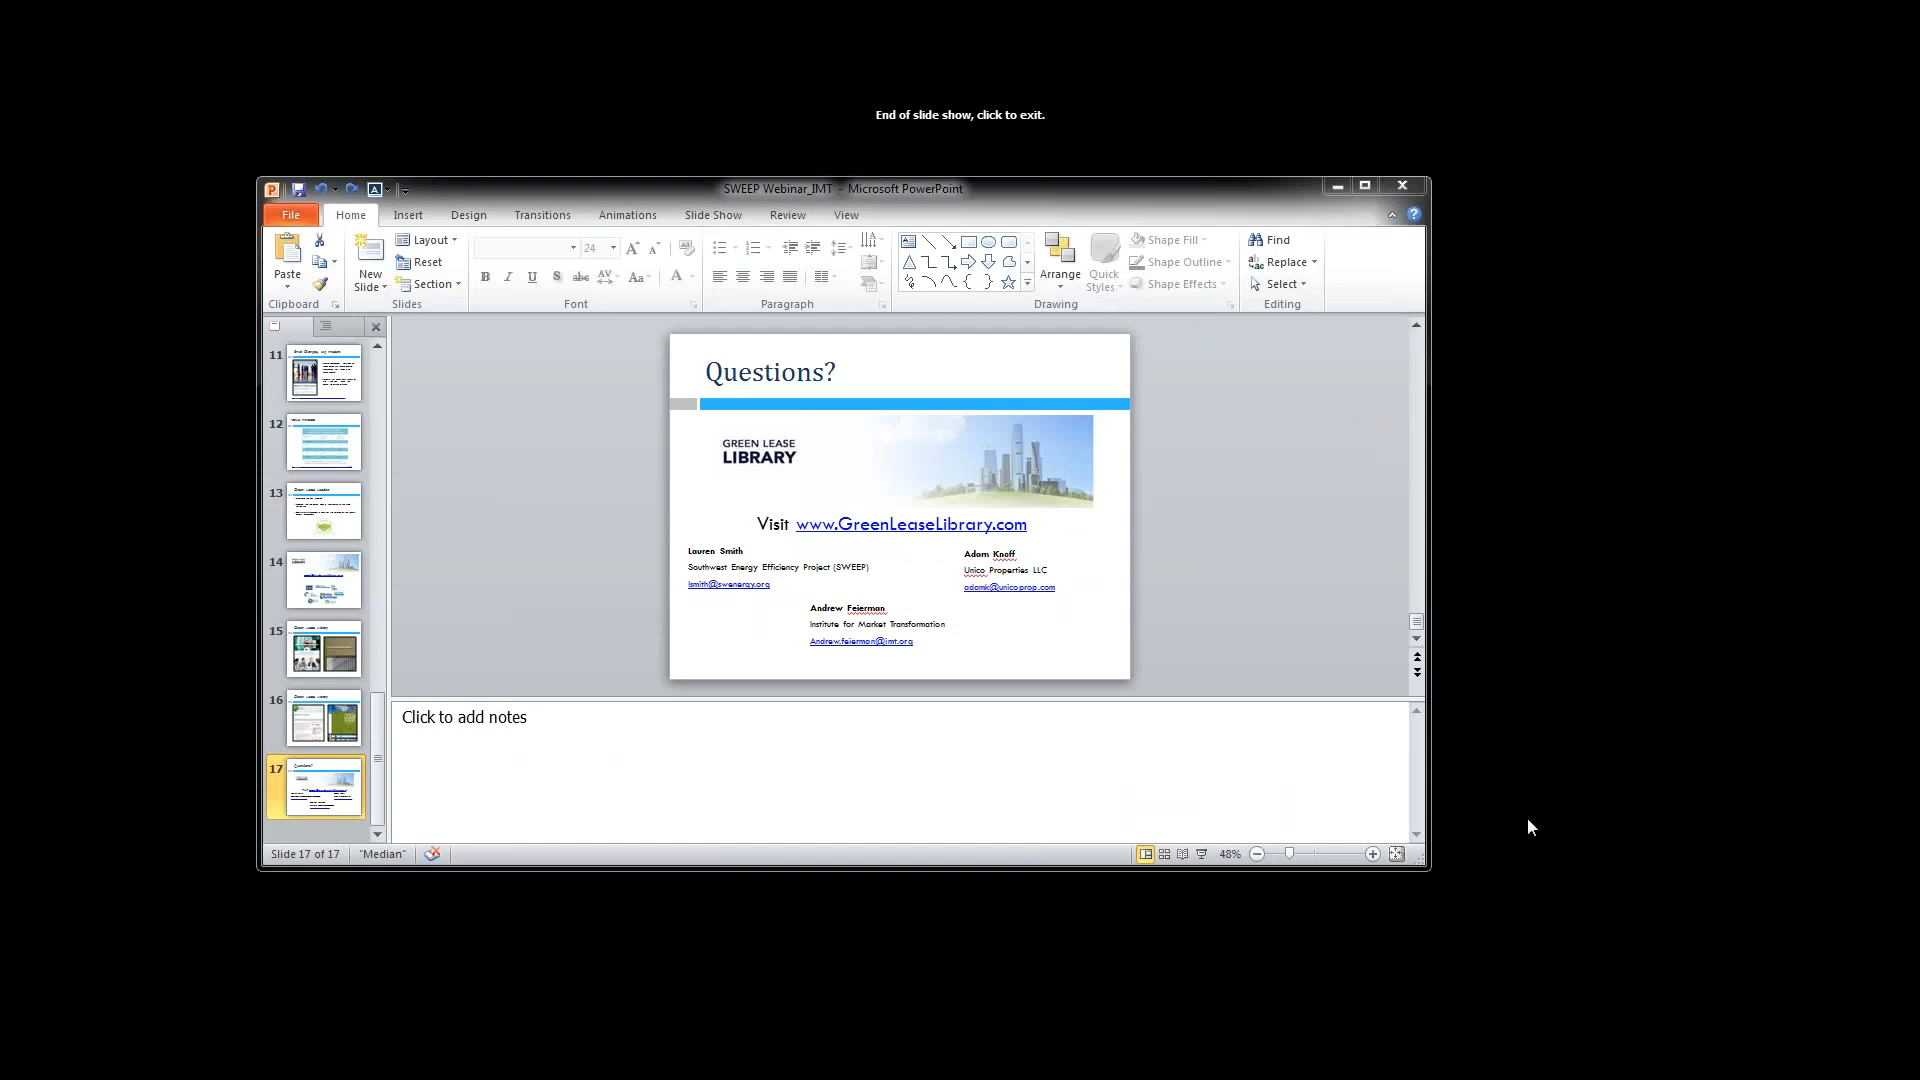 End of slide show, click to exit.
SWEEP Webinar_IMT - Microsoft PowerPoint
File Home Insert Design Transitions Animations Slide Show Review View
Paste
Clipboard
New
Slide
Layout
Reset
Section
Slides
24
B I U S abc AV Aa A
Font
Paragraph
Arrange
Quick
Styles
Shape Fill
Shape Outline
Shape Effects
Drawing
Find
Replace
Select
Editing
11
12
13
14
15
16
17
Questions?
GREEN LEASE
LIBRARY
Visit www.GreenLeaseLibrary.com
Lauren Smith
Southwest Energy Efficiency Project (SWEEP)
lsmith@swenergy.org
Adam Knoff
Unico Properties LLC
adamk@unicoprop.com
Andrew Feierman
Institute for Market Transformation
Andrew.feierman@imt.org
Click to add notes
Slide 17 of 17 "Median" 48%